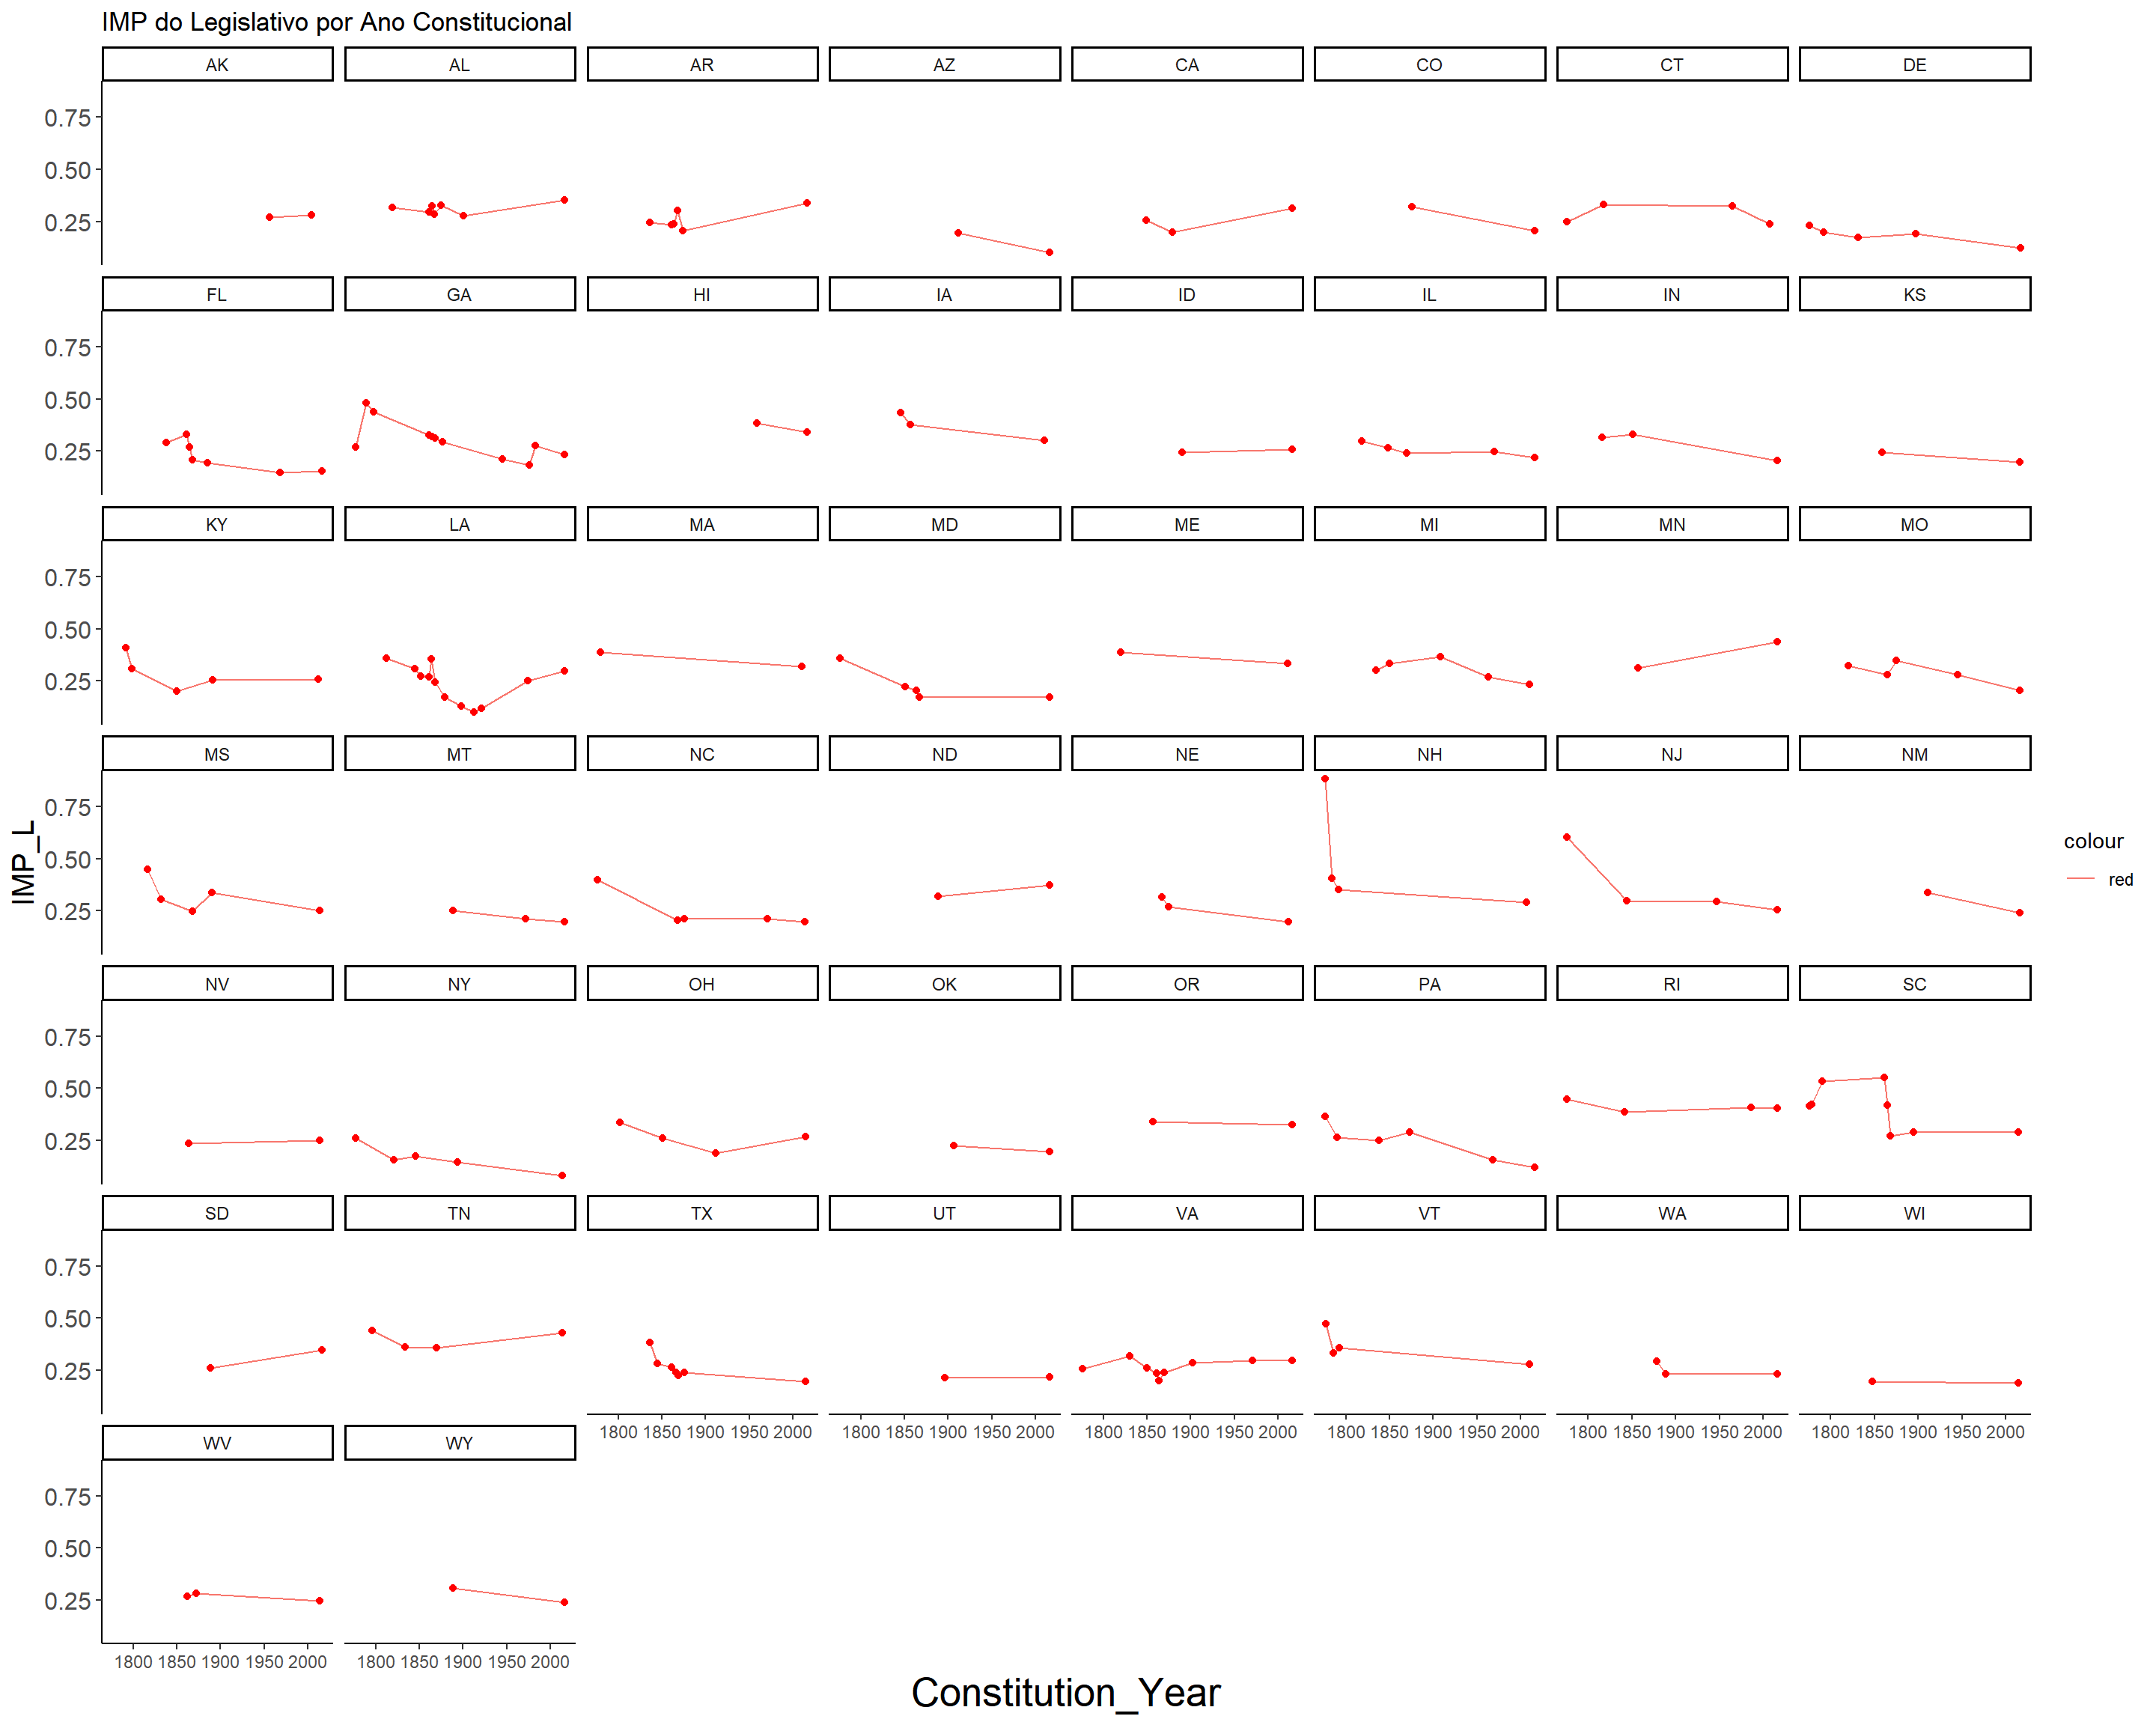 IMP do Legislativo por Ano Constitucional
AK AL AR AZ CA CO CT DE
0.75
0.50
0.25
FL GA HI IA ID IL IN KS
0.75
0.50
0.25
KY LA MA MD ME MI MN MO
0.75
0.50
0.25
MS MT NC ND NE NH NJ NM
0.75
0.50
0.25
IMP_L
colour
red
NV NY OH OK OR PA RI SC
0.75
0.50
0.25
SD TN TX UT VA VT WA WI
0.75
0.50
0.25
1800 1850 1900 1950 2000 1800 1850 1900 1950 2000 1800 1850 1900 1950 2000 1800 1850 1900 1950 2000 1800 1850 1900 1950 2000 1800 1850 1900 1950 2000
WV WY
0.75
0.50
0.25
1800 1850 1900 1950 2000 1800 1850 1900 1950 2000
Constitution_Year